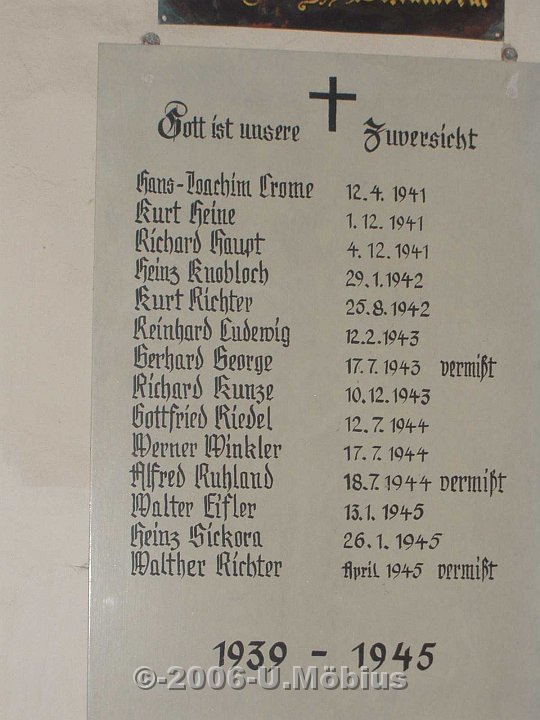 Gott ist unsere Zuversicht
Hans-Joachim Crome 12.4.1941
Kurt Heine 1.12.1941
Richard Haupt 4.12.1941
Heinz Knobloch 29.1.1942
Kurt Richter 25.8.1942
Reinhard Ludewig 12.2.1943
Gerhard George 17.7.1943 vermißt
Richard Kunze 10.12.1943
Gottfried Riedel 12.7.1944
Werner Winkler 17.7.1944
Alfred Ruhland 18.7.1944 vermißt
Walter Eifler 13.1.1945
Heinz Sickora 26.1.1945
Walther Richter April 1945 vermißt
1939 - 1945
©-2006-U.Möbius